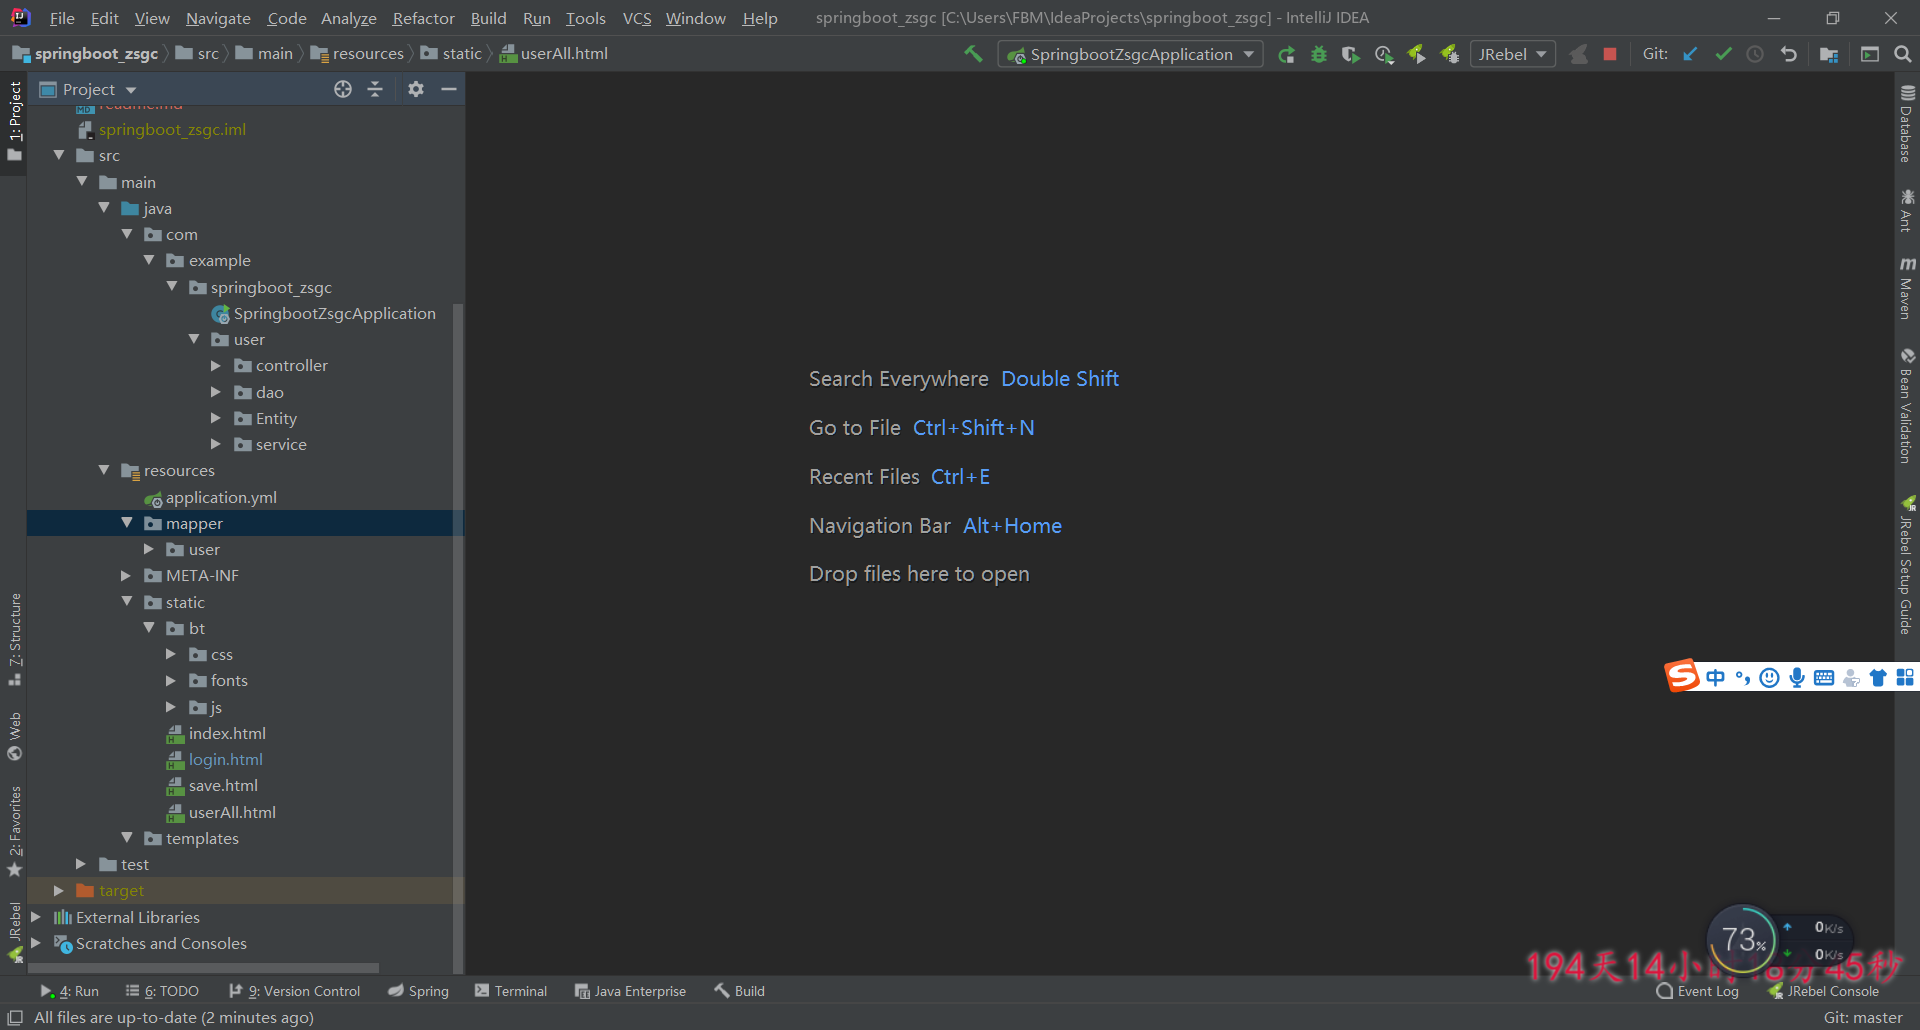 File Edit View Navigate Code Analyze Refactor Build Run Tools VCS Window Help springboot_zsgc [C:\Users\FBM\IdeaProjects\springboot_zsgc] - IntelliJ IDEA
springboot_zsgc src main resources static userAll.html SpringbootZsgcApplication JRebel Git:
Project
readme.md
springboot_zsgc.iml
src
main
java
com
example
springboot_zsgc
SpringbootZsgcApplication
user
controller
dao
Entity
service
resources
application.yml
mapper
user
META-INF
static
bt
css
fonts
js
index.html
login.html
save.html
userAll.html
templates
test
target
External Libraries
Scratches and Consoles
1: Project
7: Structure
Web
2: Favorites
JRebel
Search Everywhere Double Shift
Go to File Ctrl+Shift+N
Recent Files Ctrl+E
Navigation Bar Alt+Home
Drop files here to open
Database
Ant
Maven
Bean Validation
JRebel Setup Guide
中
73%
0K/s
0K/s
194天14小时18分45秒
4: Run 6: TODO 9: Version Control Spring Terminal Java Enterprise Build Event Log JRebel Console
All files are up-to-date (2 minutes ago) Git: master